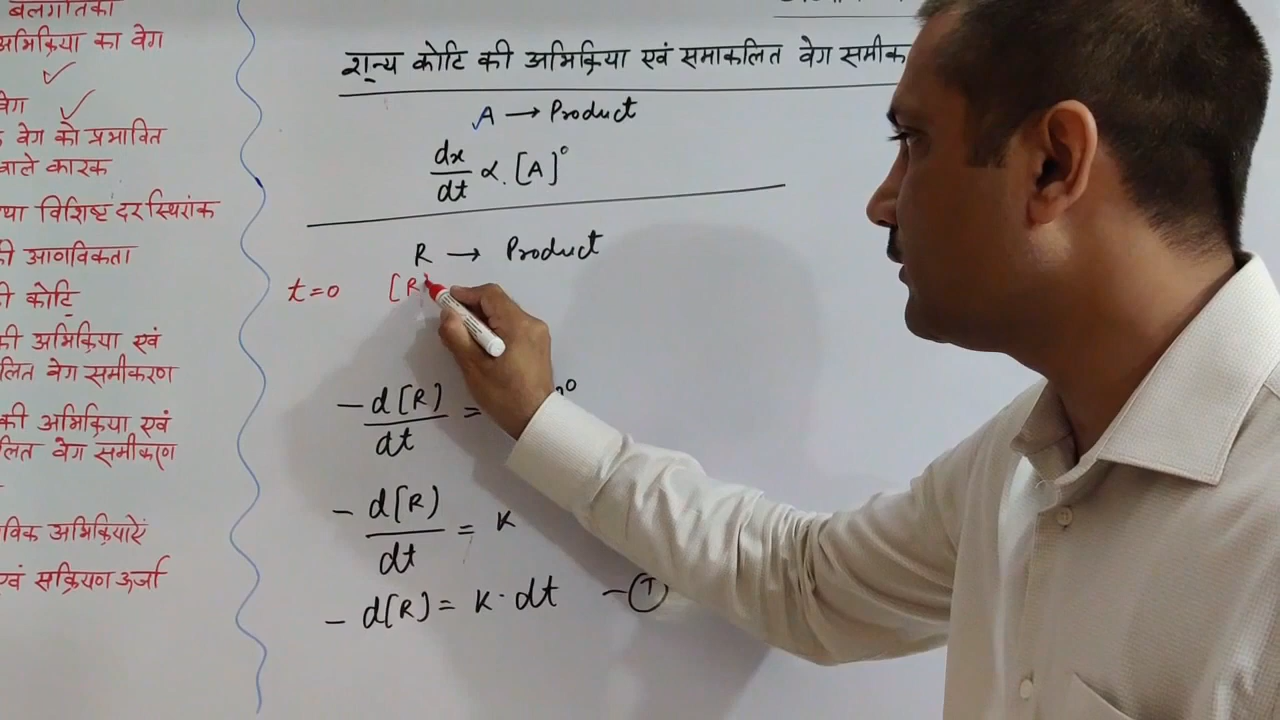 बलगतिकी
अभिक्रिया का वेग
वेग
वेग को प्रभावित
वाले कारक
विशिष्ट दर स्थिरांक
की आणविकता
की कोटि
की अभिक्रिया एवं
वेग समीकरण
की अभिक्रिया एवं
वेग समीकरण
अभिक्रियाऐं
एवं सक्रियण ऊर्जा
शून्य कोटि की अभिक्रिया एवं समाकलित वेग समीक
A → Product
dx/dt ∝ [A]⁰
R → Product
t=0 [R]
-d[R]/dt =
-d[R]/dt = K
-d[R] = K·dt -①